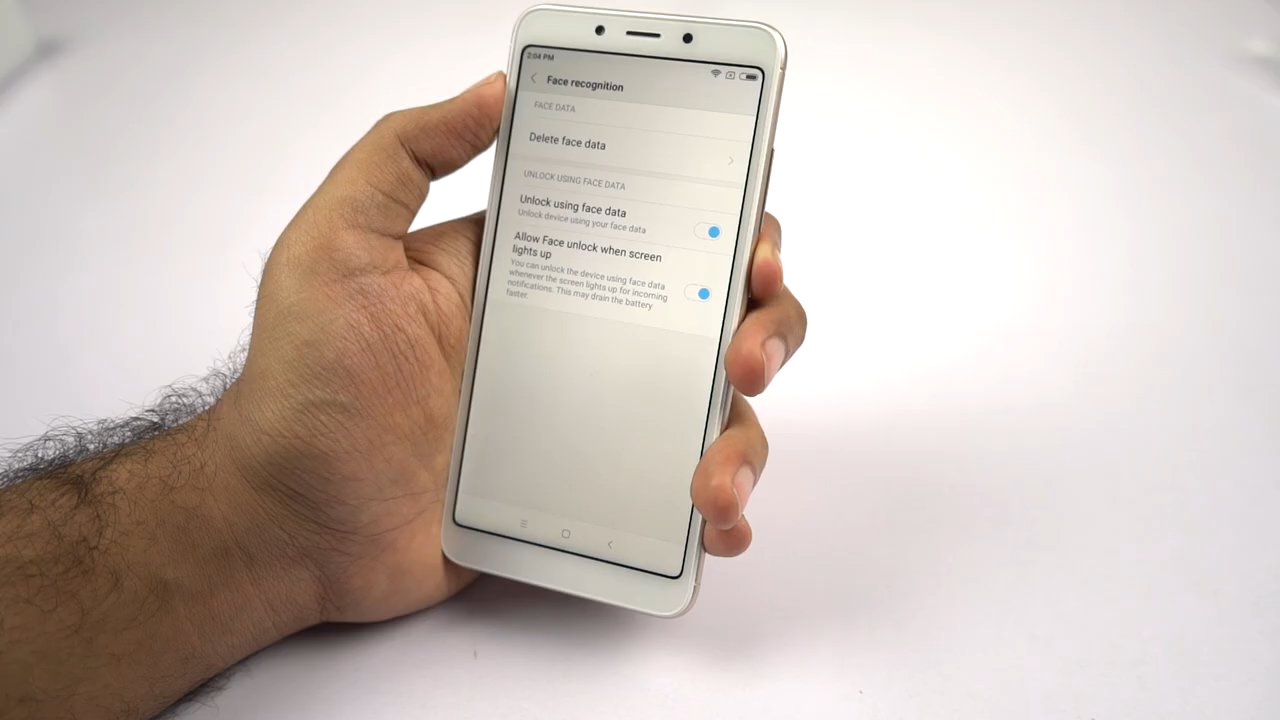 2:04 PM
Face recognition
FACE DATA
Delete face data
UNLOCK USING FACE DATA
Unlock using face data
Unlock device using your face data
Allow Face unlock when screen
lights up
You can unlock the device using face data
whenever the screen lights up for incoming
notifications. This may drain the battery
faster.